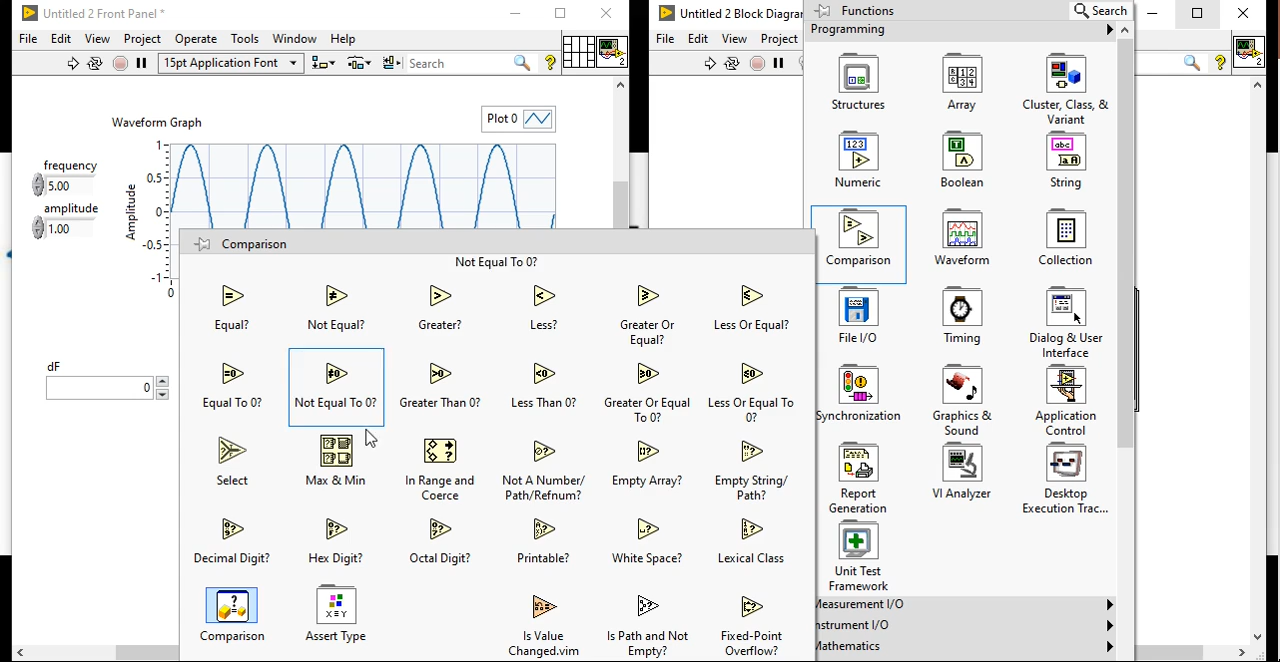 Untitled 2 Front Panel *
File Edit View Project Operate Tools Window Help
15pt Application Font
Search
Waveform Graph
Plot 0
frequency
5.00
amplitude
1.00
Amplitude
1
0.5
0
-0.5
-1
0
dF
0
Comparison
Not Equal To 0?
Equal? Not Equal? Greater? Less? Greater Or Equal? Less Or Equal?
Equal To 0? Not Equal To 0? Greater Than 0? Less Than 0? Greater Or Equal To 0? Less Or Equal To 0?
Select Max & Min In Range and Coerce Not A Number/Path/Refnum? Empty Array? Empty String/Path?
Decimal Digit? Hex Digit? Octal Digit? Printable? White Space? Lexical Class
Comparison Assert Type Is Value Changed.vim Is Path and Not Empty? Fixed-Point Overflow?
Untitled 2 Block Diagran
File Edit View Project
Functions
Search
Programming
Structures Array Cluster, Class, & Variant
Numeric Boolean String
Comparison Waveform Collection
File I/O Timing Dialog & User Interface
Synchronization Graphics & Sound Application Control
Report Generation VI Analyzer Desktop Execution Trac...
Unit Test Framework
Measurement I/O
Instrument I/O
Mathematics